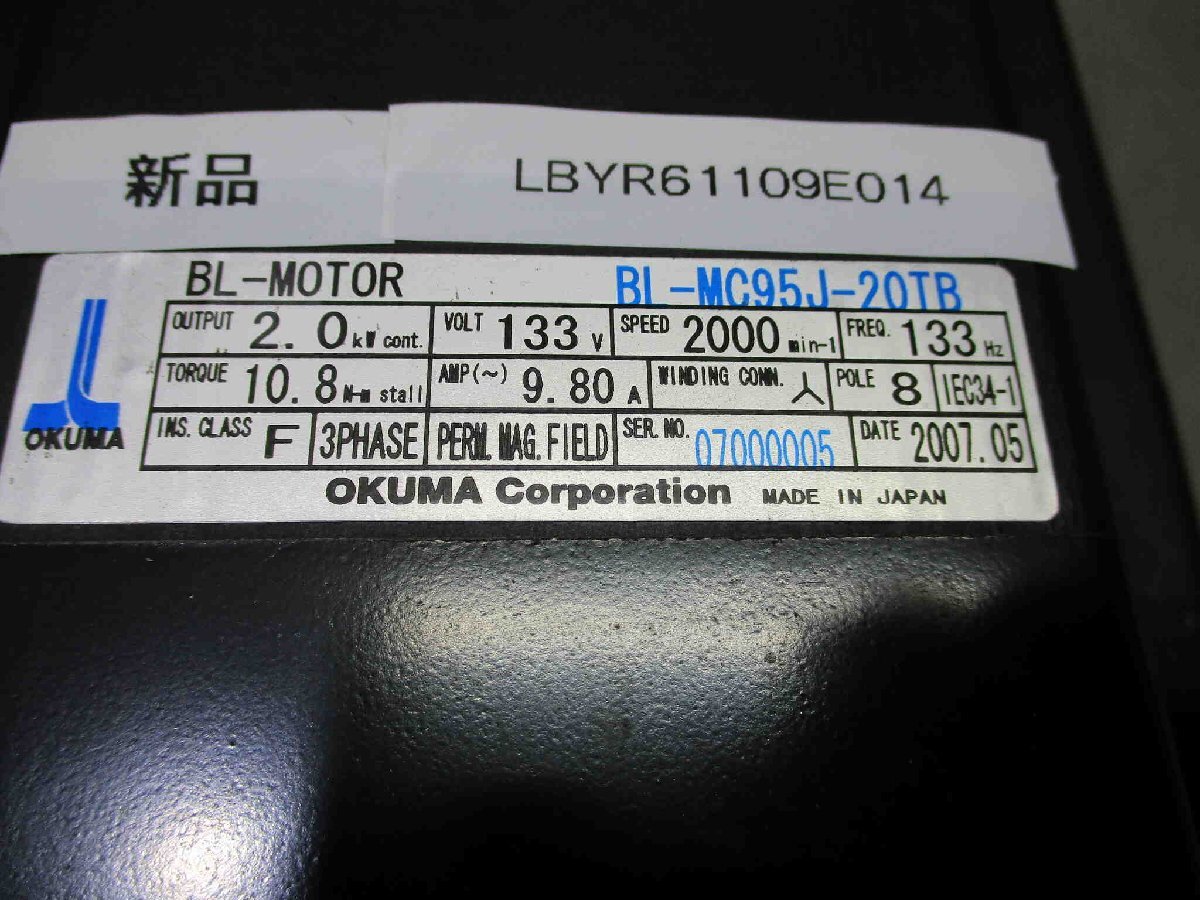 新品 LBYR61109E014
BL-MOTOR BL-MC95J-20TB
OUTPUT 2.0 kW cont. VOLT 133 V SPEED 2000 min-1 FREQ. 133 Hz
TORQUE 10.8 N-m stall AMP(~) 9.80 A WINDING CONN. 人 POLE 8 IEC34-1
INS. CLASS F 3PHASE PERM. MAG. FIELD SER. NO. 07000005 DATE 2007.05
OKUMA
OKUMA Corporation MADE IN JAPAN